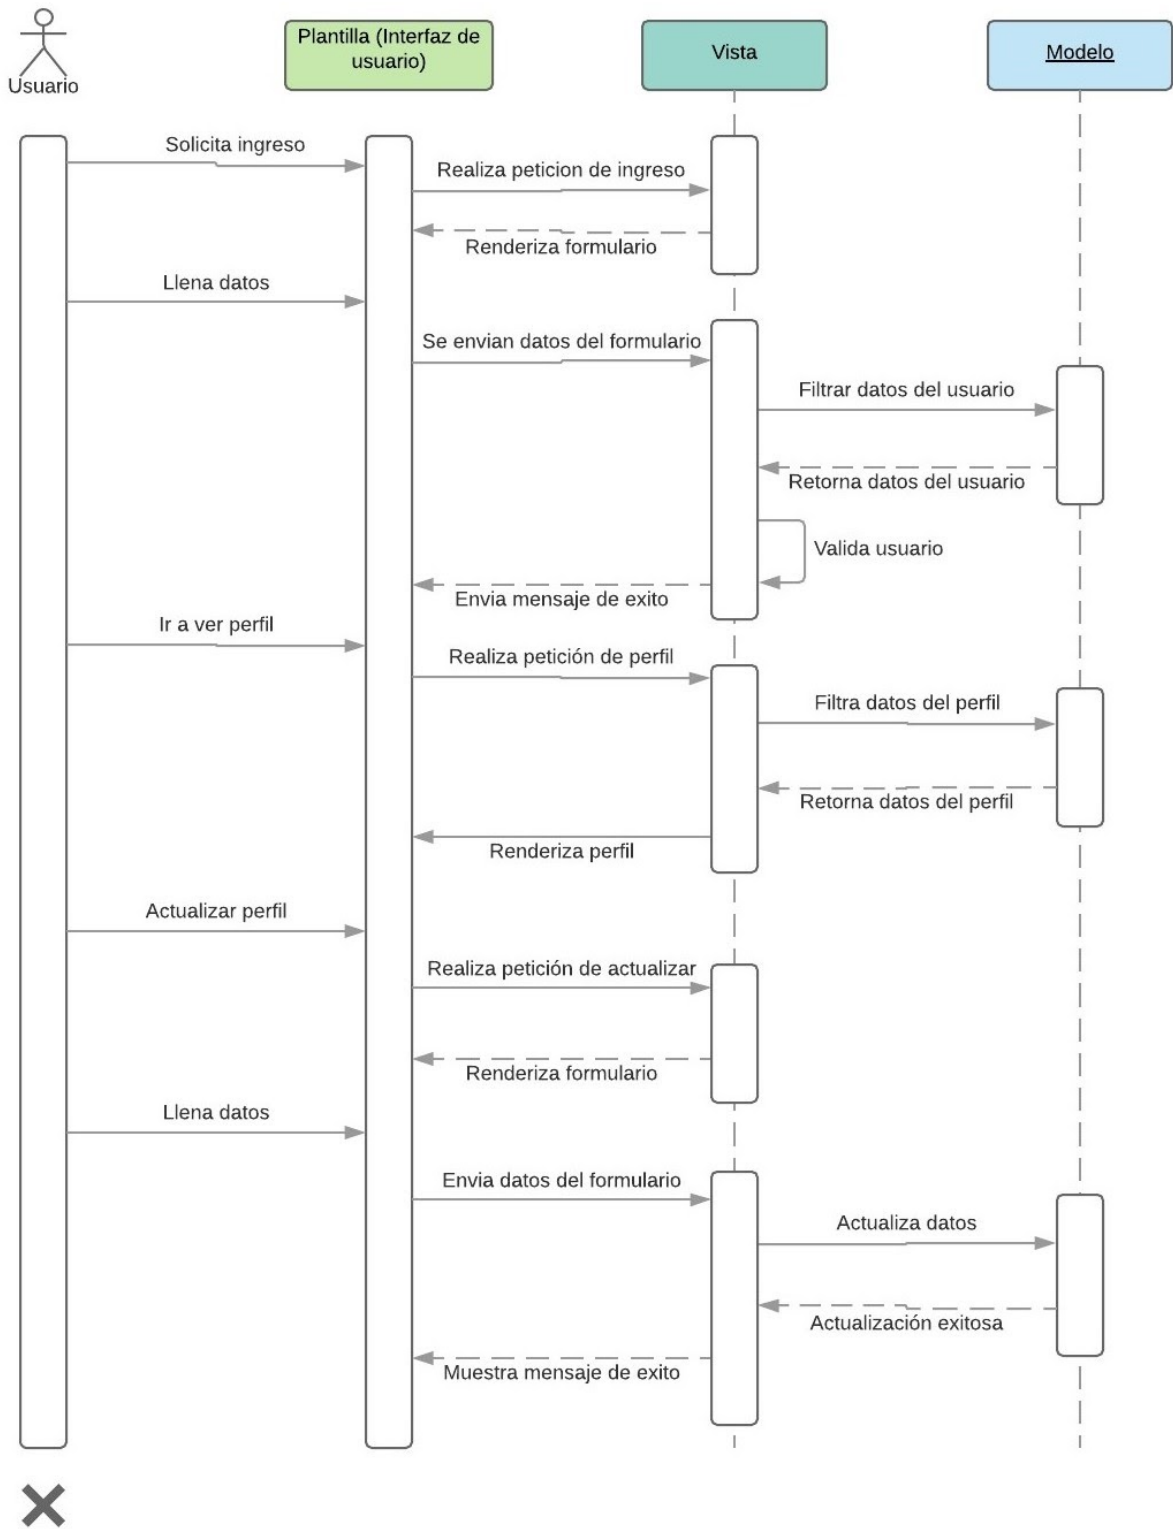 Usuario
Plantilla (Interfaz de
usuario)
Vista
Modelo
Solicita ingreso
Realiza peticion de ingreso
Renderiza formulario
Llena datos
Se envian datos del formulario
Filtrar datos del usuario
Retorna datos del usuario
Valida usuario
Envia mensaje de exito
Ir a ver perfil
Realiza petición de perfil
Filtra datos del perfil
Retorna datos del perfil
Renderiza perfil
Actualizar perfil
Realiza petición de actualizar
Renderiza formulario
Llena datos
Envia datos del formulario
Actualiza datos
Actualización exitosa
Muestra mensaje de exito